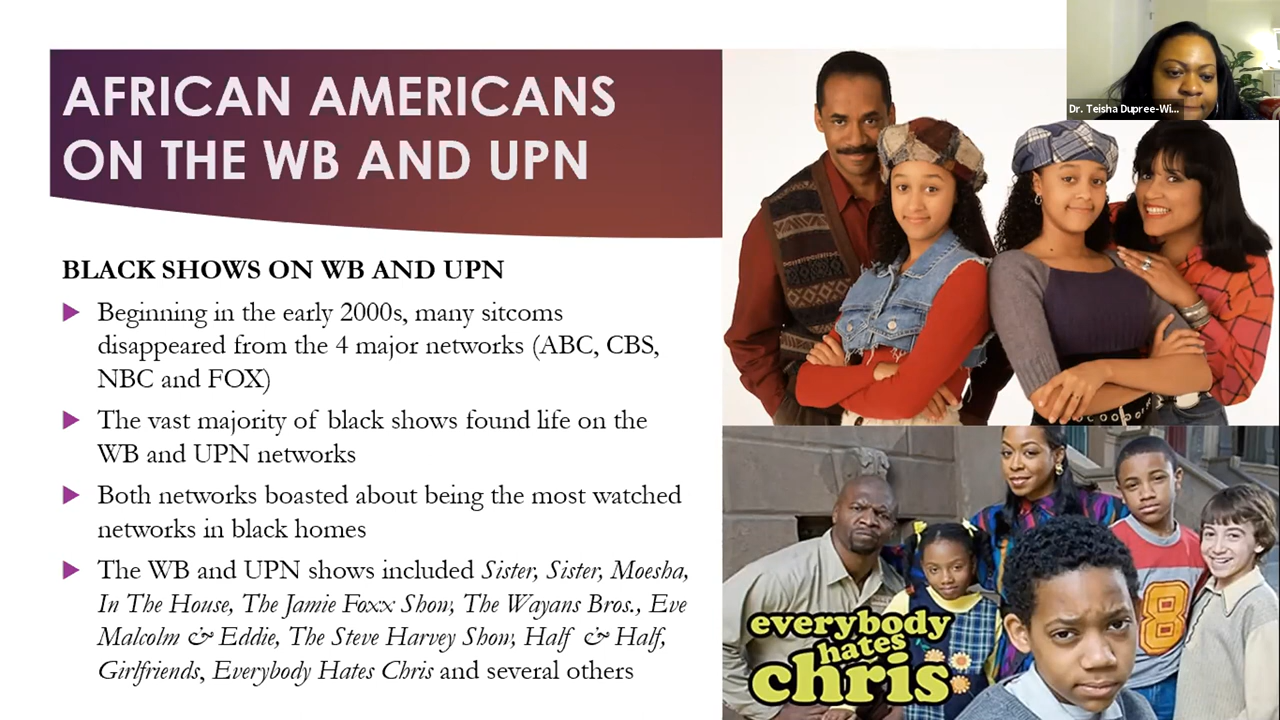 AFRICAN AMERICANS
ON THE WB AND UPN
BLACK SHOWS ON WB AND UPN
Beginning in the early 2000s, many sitcoms
disappeared from the 4 major networks (ABC, CBS,
NBC and FOX)
The vast majority of black shows found life on the
WB and UPN networks
Both networks boasted about being the most watched
networks in black homes
The WB and UPN shows included Sister, Sister, Moesha,
In The House, The Jamie Foxx Show, The Wayans Bros., Eve
Malcolm & Eddie, The Steve Harvey Show, Half & Half,
Girlfriends, Everybody Hates Chris and several others
Dr. Teisha Dupree-Wi...
everybody
hates
chris
8